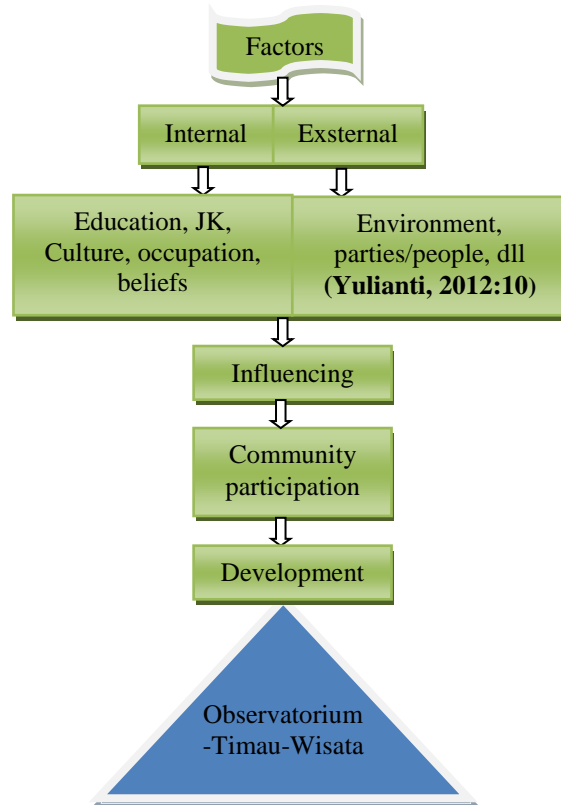 Factors
Internal
Exsternal
Education, JK,
Culture, occupation,
beliefs
Environment,
parties/people, dll
(Yulianti, 2012:10)
Influencing
Community
participation
Development
Observatorium
-Timau-Wisata